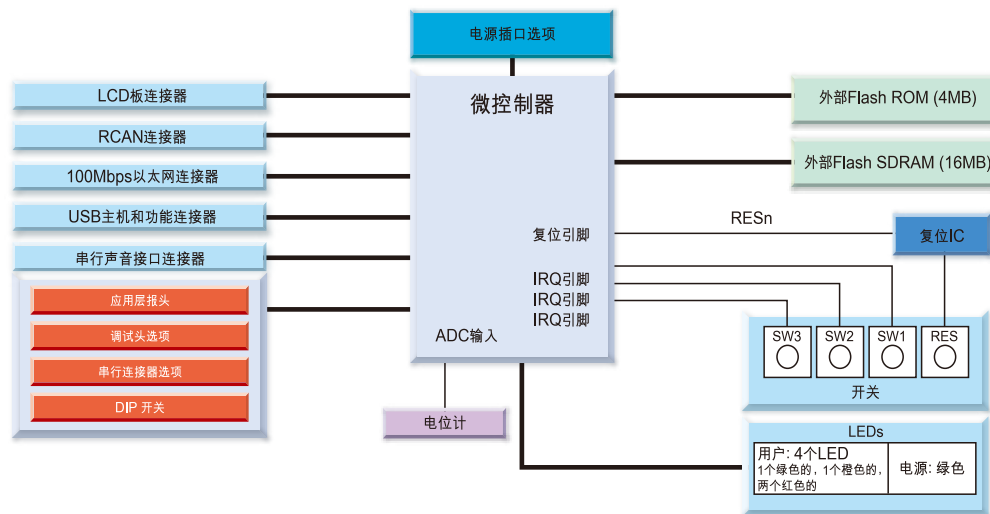 电源插口选项
微控制器
LCD板连接器
RCAN连接器
100Mbps以太网连接器
USB主机和功能连接器
串行声音接口连接器
应用层报头
调试头选项
串行连接器选项
DIP 开关
复位引脚
IRQ引脚
IRQ引脚
IRQ引脚
ADC输入
电位计
外部Flash ROM (4MB)
外部Flash SDRAM (16MB)
RESn
复位IC
SW3
SW2
SW1
RES
开关
LEDs
用户: 4个LED
1个绿色的，1个橙色的，
两个红色的
电源: 绿色